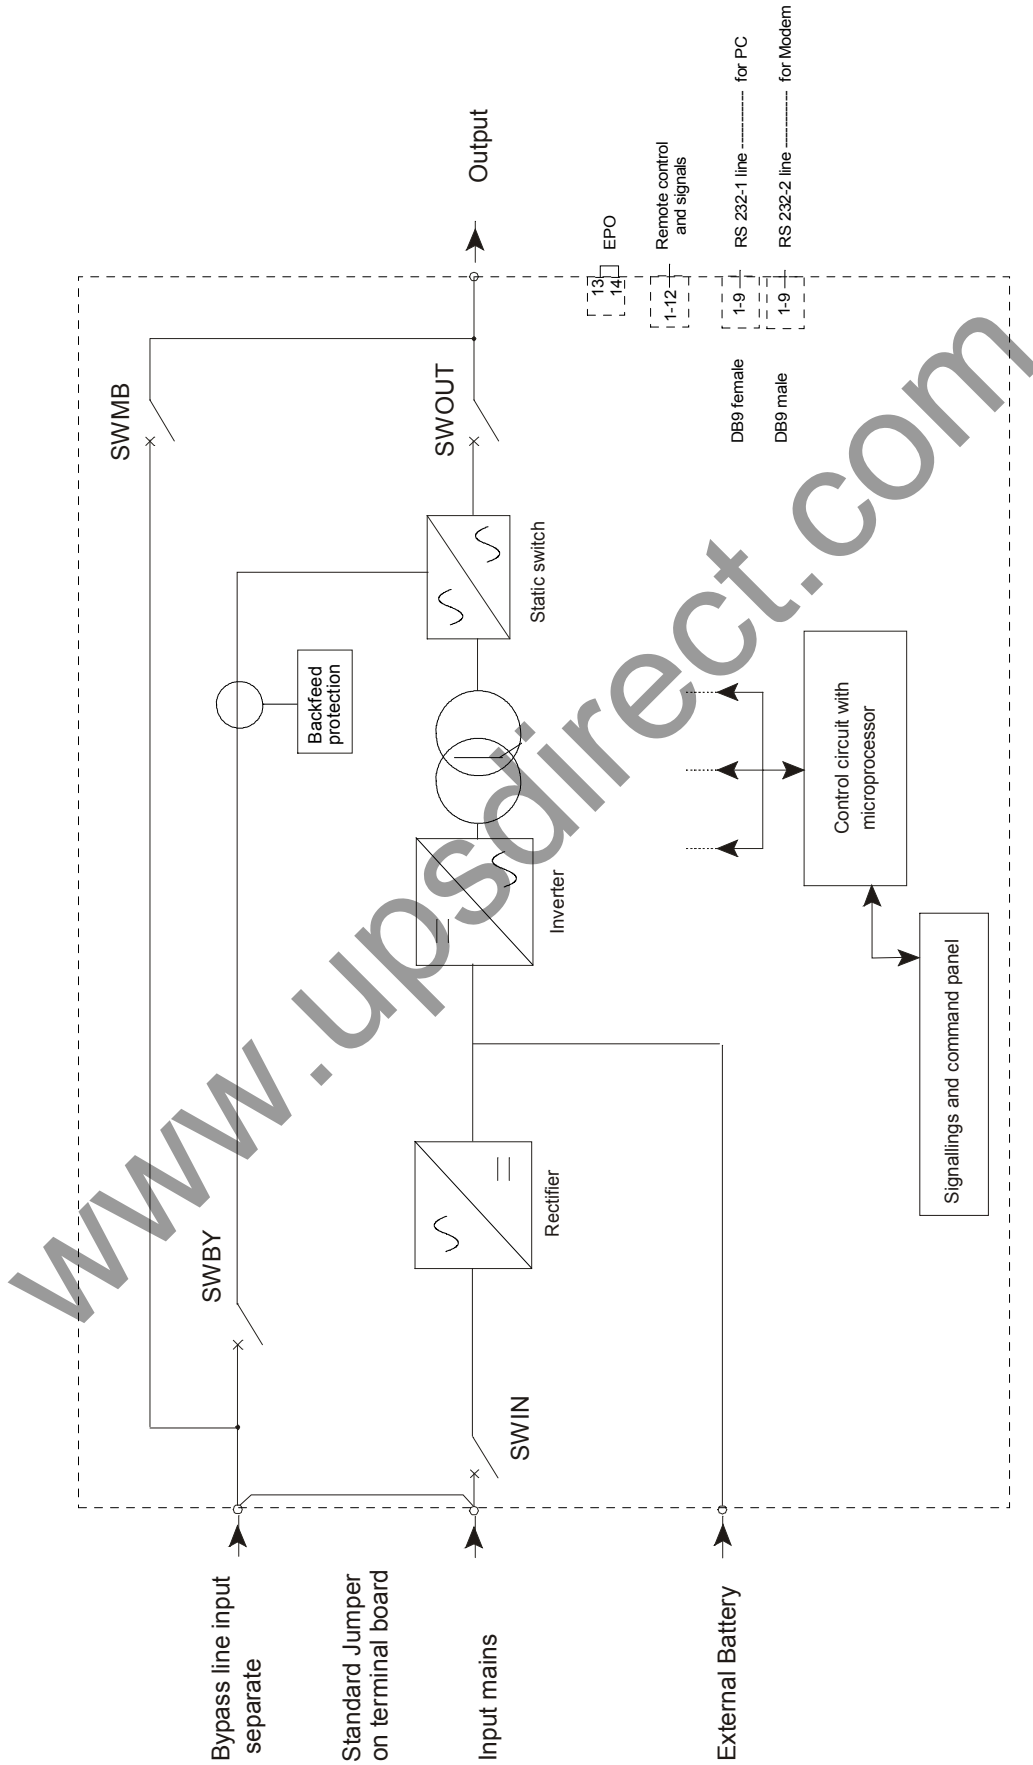 SWMB
Output
SWOUT
SWBY
Backfeed
protection
Static switch
13
14
EPO
1-12
Remote control
and signals
DB9 female
1-9
RS 232-1 line ----------- for PC
DB9 male
1-9
RS 232-2 line ----------- for Modem
Inverter
Rectifier
SWIN
Control circuit with
microprocessor
Signallings and command panel
Bypass line input
separate
Standard Jumper
on terminal board
Input mains
External Battery
www.upsdirect.com